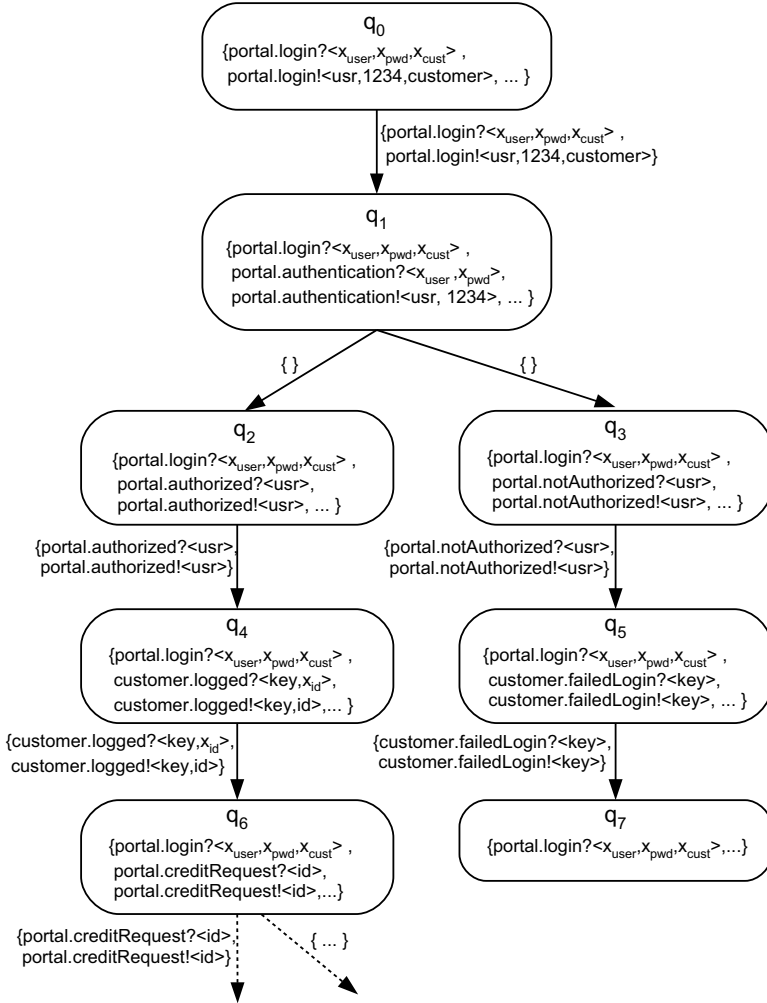 q0
{portal.login?<xuser,xpwd,xcust> ,
portal.login!<usr,1234,customer>, ... }
{portal.login?<xuser,xpwd,xcust> ,
portal.login!<usr,1234,customer>}
q1
{portal.login?<xuser,xpwd,xcust> ,
portal.authentication?<xuser ,xpwd>,
portal.authentication!<usr, 1234>, ... }
{ }
{ }
q2
{portal.login?<xuser,xpwd,xcust> ,
portal.authorized?<usr>,
portal.authorized!<usr>, ... }
q3
{portal.login?<xuser,xpwd,xcust> ,
portal.notAuthorized?<usr>,
portal.notAuthorized!<usr>, ... }
{portal.authorized?<usr>,
portal.authorized!<usr>}
{portal.notAuthorized?<usr>,
portal.notAuthorized!<usr>}
q4
{portal.login?<xuser,xpwd,xcust> ,
customer.logged?<key,xid>,
customer.logged!<key,id>,... }
q5
{portal.login?<xuser,xpwd,xcust> ,
customer.failedLogin?<key>,
customer.failedLogin!<key>, ... }
{customer.logged?<key,xid>,
customer.logged!<key,id>}
{customer.failedLogin?<key>,
customer.failedLogin!<key>}
q6
{portal.login?<xuser,xpwd,xcust> ,
portal.creditRequest?<id>,
portal.creditRequest!<id>,...}
q7
{portal.login?<xuser,xpwd,xcust>,...}
{portal.creditRequest?<id>,
portal.creditRequest!<id>}
{ ... }